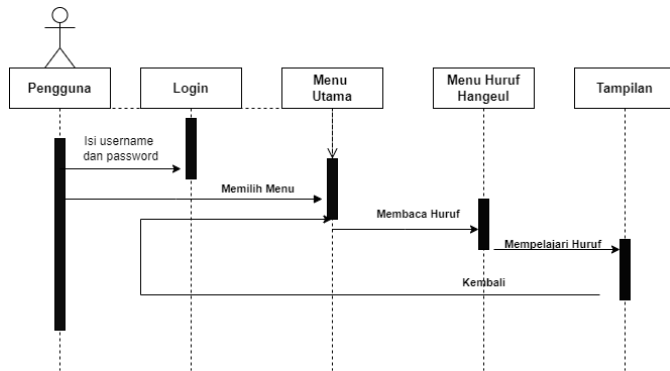 Pengguna
Login
Menu
Utama
Menu Huruf
Hangeul
Tampilan
Isi username
dan password
Memilih Menu
Membaca Huruf
Mempelajari Huruf
Kembali